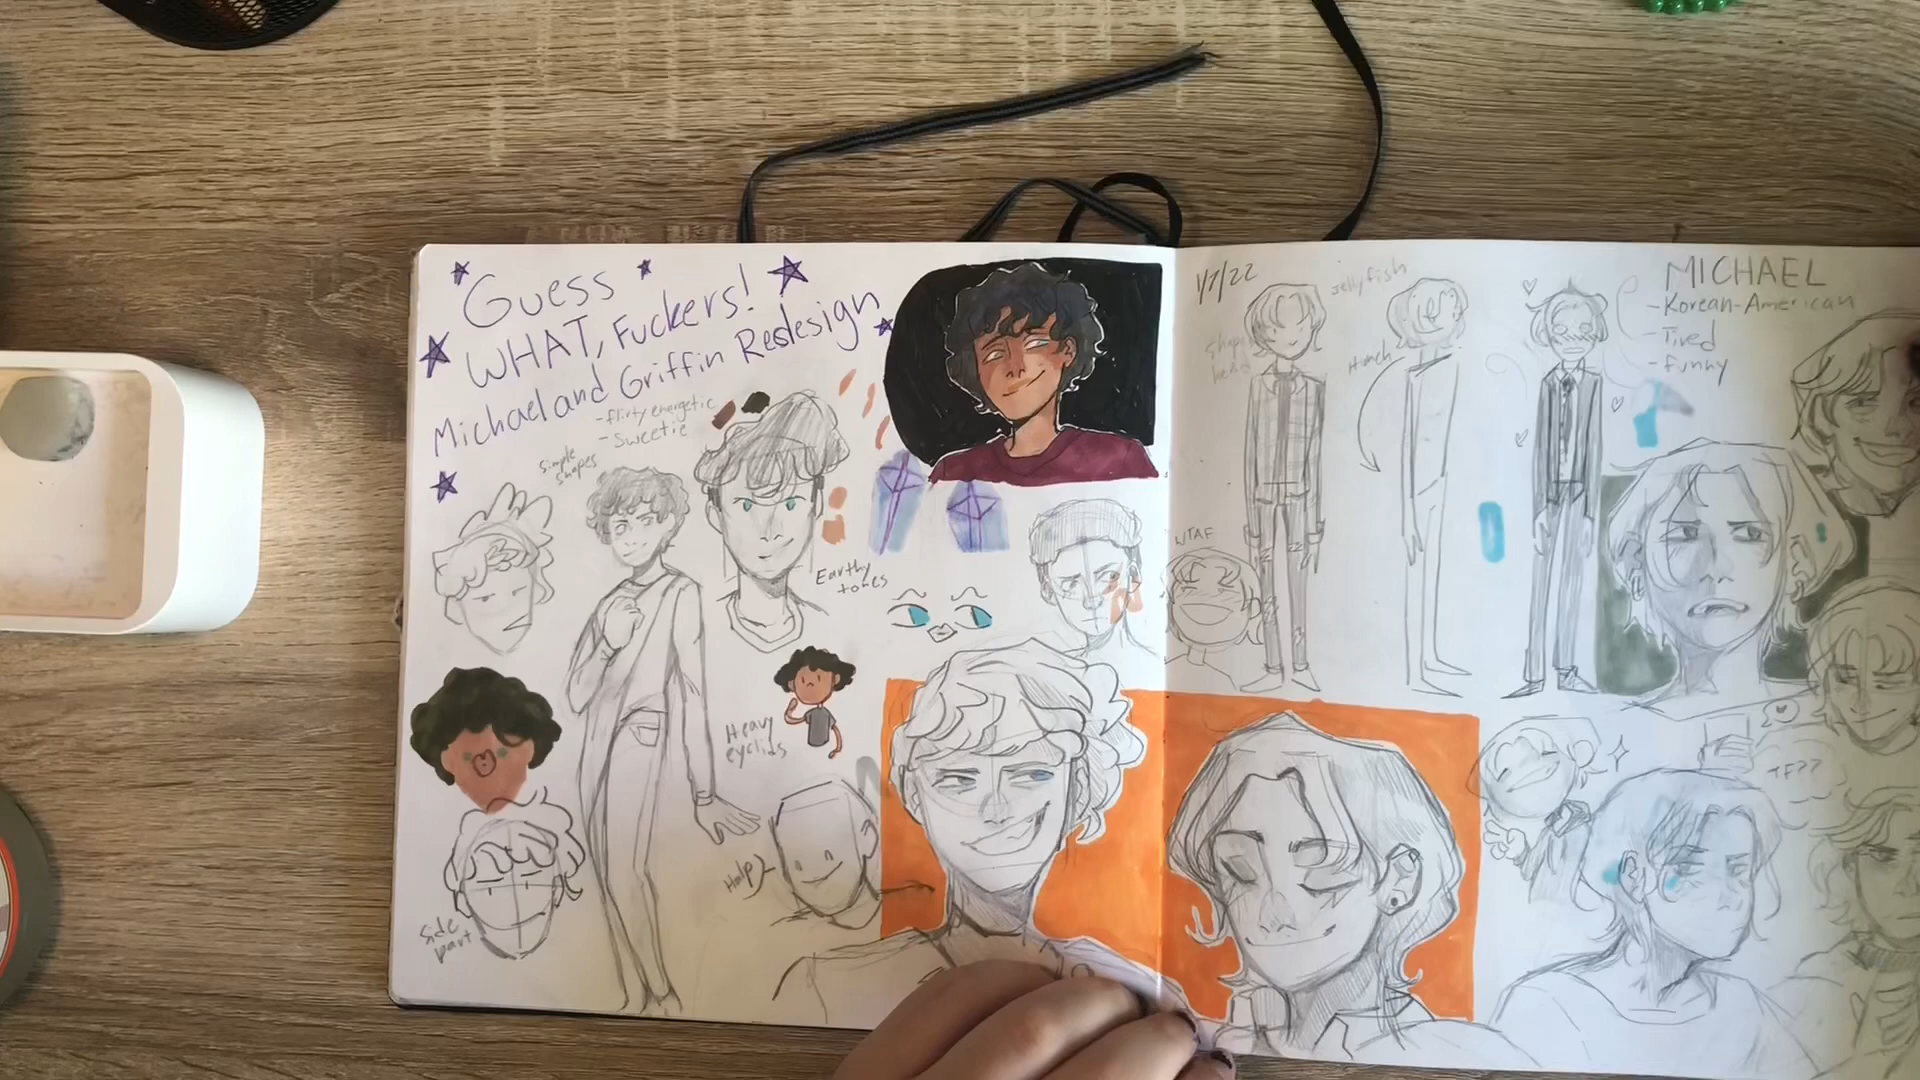 Guess
WHAT, Fuckers!
Michael and Griffin Redesign
- flirty energetic
- Sweetie
simple
shapes
Earthy
tones
Heavy
eyelids
Help
Side
part
1/7/22
jellyfish
MICHAEL
- Korean-American
- Tired
- Funny
shape
head
Hunch
WTAF
TF??